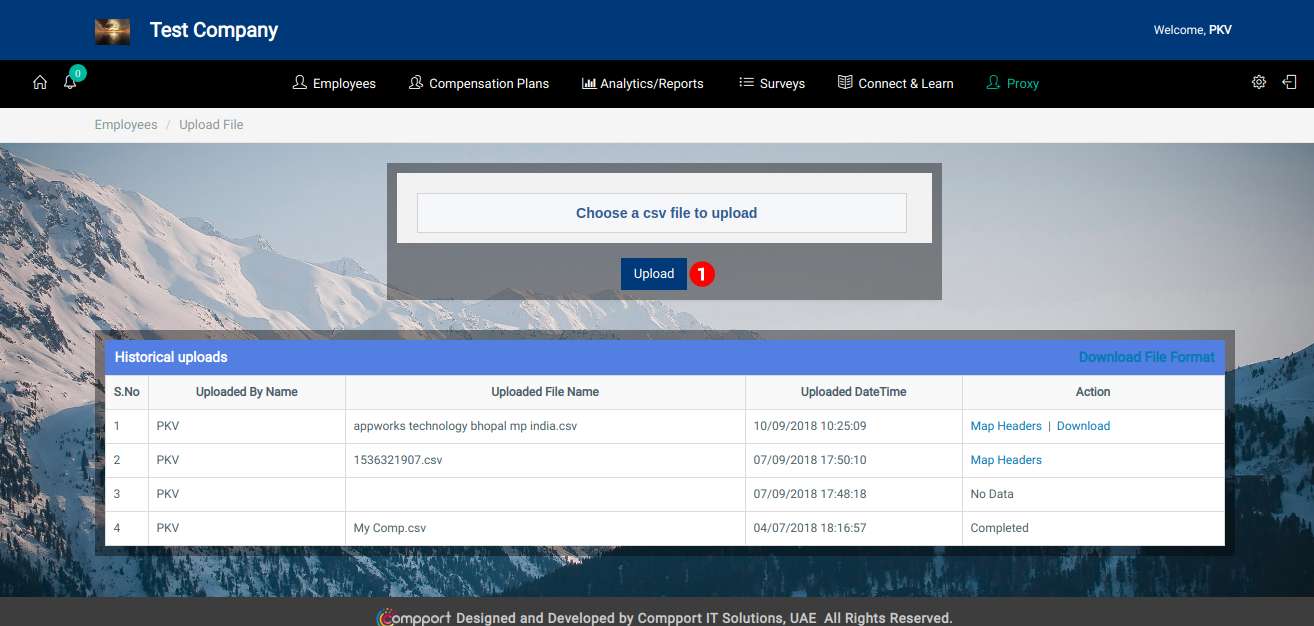 Test Company
Welcome, PKV
0
Employees
Compensation Plans
Analytics/Reports
Surveys
Connect & Learn
Proxy
Employees / Upload File
Choose a csv file to upload
Upload 1
Historical uploads Download File Format
S.No Uploaded By Name Uploaded File Name Uploaded DateTime Action
1 PKV appworks technology bhopal mp india.csv 10/09/2018 10:25:09 Map Headers | Download
2 PKV 1536321907.csv 07/09/2018 17:50:10 Map Headers
3 PKV 07/09/2018 17:48:18 No Data
4 PKV My Comp.csv 04/07/2018 18:16:57 Completed
Compport Designed and Developed by Compport IT Solutions, UAE All Rights Reserved.